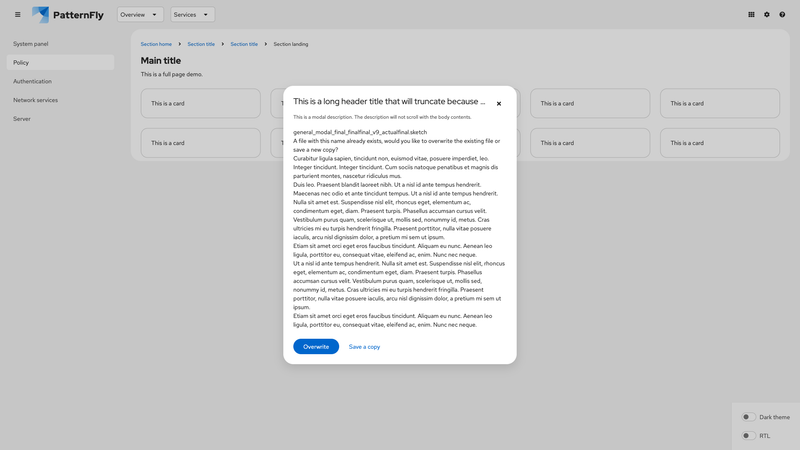 PatternFly
Overview
Services
System panel
Policy
Authentication
Network services
Server
Section home
Section title
Section title
Section landing
Main title
This is a full page demo.
This is a card
This is a card
This is a card
This is a card
This is a card
This is a card
This is a long header title that will truncate because ...
This is a modal description. The description will not scroll with the body contents.
general_modal_final_finalfinal_v9_actualfinal.sketch
A file with this name already exists, would you like to overwrite the existing file or
save a new copy?
Curabitur ligula sapien, tincidunt non, euismod vitae, posuere imperdiet, leo.
Integer tincidunt. Integer tincidunt. Cum sociis natoque penatibus et magnis dis
parturient montes, nascetur ridiculus mus.
Duis leo. Praesent blandit laoreet nibh. Ut a nisl id ante tempus hendrerit.
Maecenas nec odio et ante tincidunt tempus. Ut a nisl id ante tempus hendrerit.
Nulla sit amet est. Suspendisse nisl elit, rhoncus eget, elementum ac,
condimentum eget, diam. Praesent turpis. Phasellus accumsan cursus velit.
Vestibulum purus quam, scelerisque ut, mollis sed, nonummy id, metus. Cras
ultricies mi eu turpis hendrerit fringilla. Praesent porttitor, nulla vitae posuere
iaculis, arcu nisl dignissim dolor, a pretium mi sem ut ipsum.
Etiam sit amet orci eget eros faucibus tincidunt. Aliquam eu nunc. Aenean leo
ligula, porttitor eu, consequat vitae, eleifend ac, enim. Nunc nec neque.
Ut a nisl id ante tempus hendrerit. Nulla sit amet est. Suspendisse nisl elit, rhoncus
eget, elementum ac, condimentum eget, diam. Praesent turpis. Phasellus
accumsan cursus velit. Vestibulum purus quam, scelerisque ut, mollis sed,
nonummy id, metus. Cras ultricies mi eu turpis hendrerit fringilla. Praesent
porttitor, nulla vitae posuere iaculis, arcu nisl dignissim dolor, a pretium mi sem ut
ipsum.
Etiam sit amet orci eget eros faucibus tincidunt. Aliquam eu nunc. Aenean leo
ligula, porttitor eu, consequat vitae, eleifend ac, enim. Nunc nec neque.
Overwrite
Save a copy
Dark theme
RTL